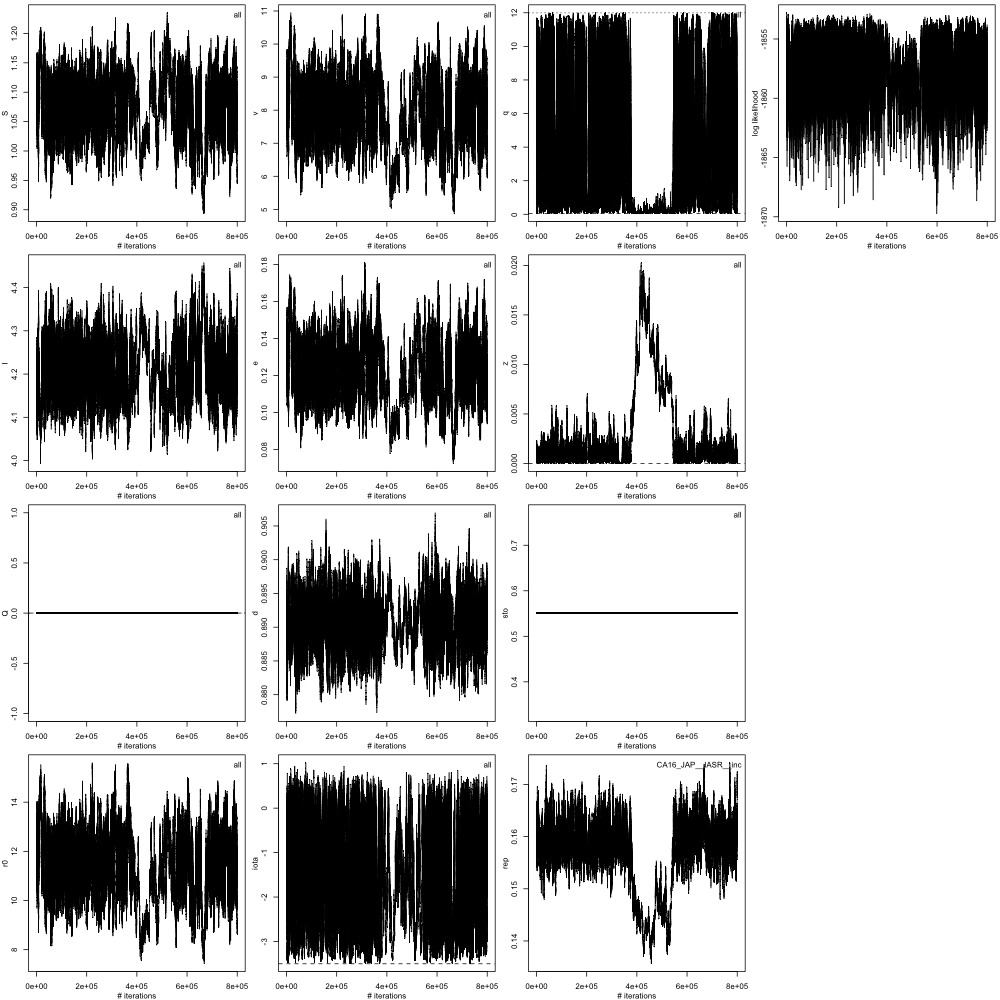 all
S
0.90 0.95 1.00 1.05 1.10 1.15 1.20
0e+00 2e+05 4e+05 6e+05 8e+05
# iterations
all
v
5 6 7 8 9 10 11
0e+00 2e+05 4e+05 6e+05 8e+05
# iterations
all
q
0 2 4 6 8 10 12
0e+00 2e+05 4e+05 6e+05 8e+05
# iterations
log likelihood
-1870 -1865 -1860 -1855
0e+00 2e+05 4e+05 6e+05 8e+05
# iterations
all
l
4.0 4.1 4.2 4.3 4.4
0e+00 2e+05 4e+05 6e+05 8e+05
# iterations
all
e
0.08 0.10 0.12 0.14 0.16 0.18
0e+00 2e+05 4e+05 6e+05 8e+05
# iterations
all
z
0.000 0.005 0.010 0.015 0.020
0e+00 2e+05 4e+05 6e+05 8e+05
# iterations
all
Q
-1.0 -0.5 0.0 0.5 1.0
0e+00 2e+05 4e+05 6e+05 8e+05
# iterations
all
d
0.880 0.885 0.890 0.895 0.900 0.905
0e+00 2e+05 4e+05 6e+05 8e+05
# iterations
all
sto
0.4 0.5 0.6 0.7
0e+00 2e+05 4e+05 6e+05 8e+05
# iterations
all
r0
8 10 12 14
0e+00 2e+05 4e+05 6e+05 8e+05
# iterations
all
iota
-3 -2 -1 0 1
0e+00 2e+05 4e+05 6e+05 8e+05
# iterations
rep
0.14 0.15 0.16 0.17
0e+00 2e+05 4e+05 6e+05 8e+05
# iterations